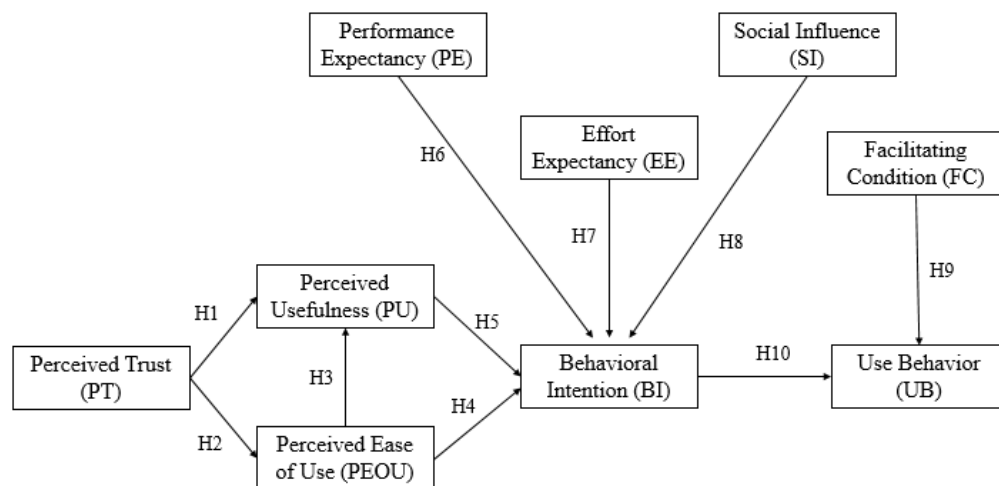 Performance
Expectancy (PE)
Social Influence
(SI)
Effort
Expectancy (EE)
Facilitating
Condition (FC)
H6
H7
H8
H9
Perceived
Usefulness (PU)
H1
H5
Perceived Trust
(PT)
H3
Behavioral
Intention (BI)
H10
Use Behavior
(UB)
H2
H4
Perceived Ease
of Use (PEOU)